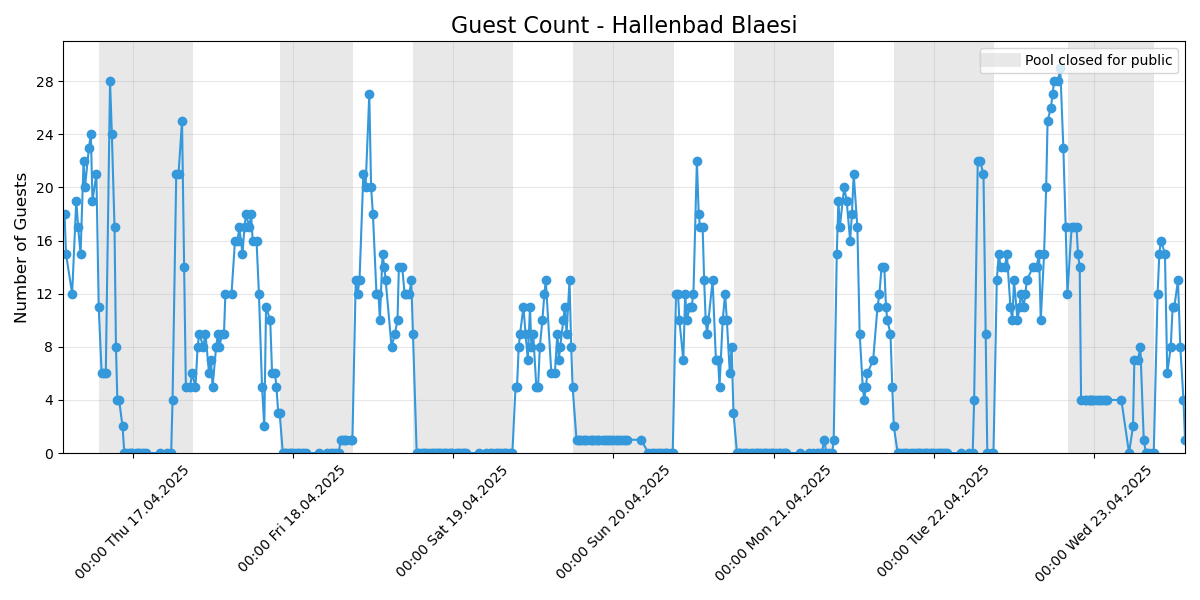 Guest Count - Hallenbad Blaesi
Pool closed for public
Number of Guests
28
24
20
16
12
8
4
0
00:00 Thu 17.04.2025
00:00 Fri 18.04.2025
00:00 Sat 19.04.2025
00:00 Sun 20.04.2025
00:00 Mon 21.04.2025
00:00 Tue 22.04.2025
00:00 Wed 23.04.2025